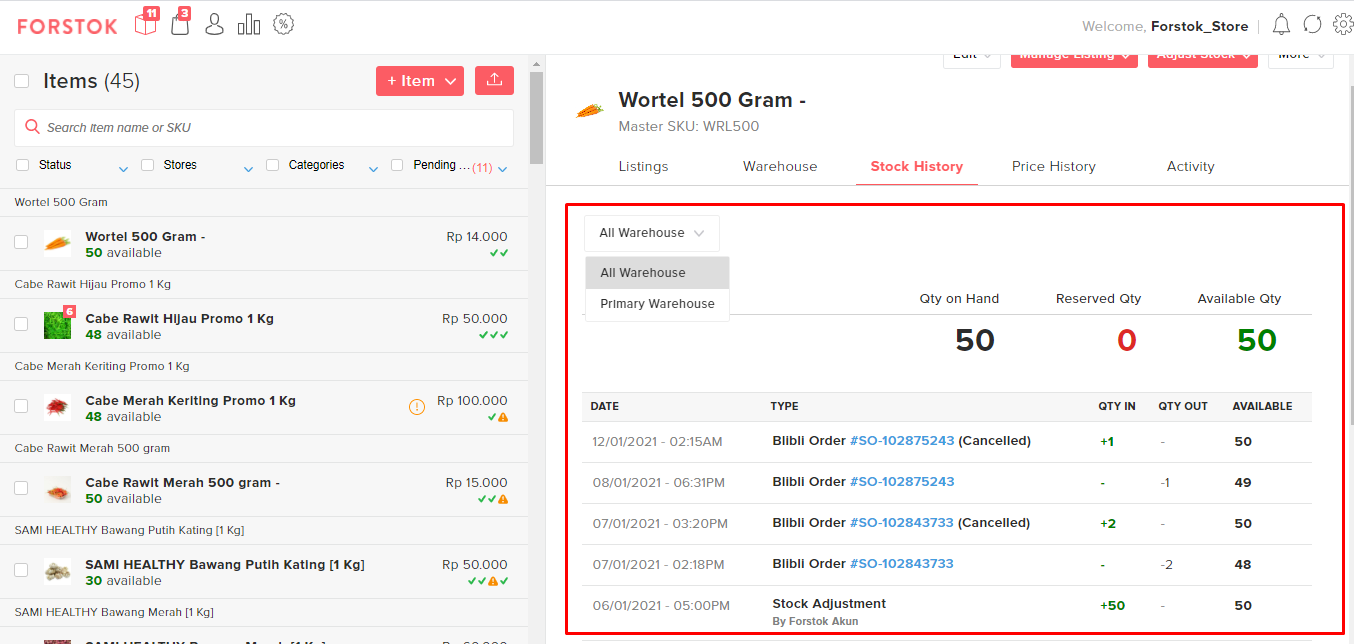 FORSTOK
11
3
Welcome, Forstok_Store
Items (45)
+ Item
Search item name or SKU
Status
Stores
Categories
Pending ... (11)
Wortel 500 Gram
Wortel 500 Gram -
Rp 14.000
50 available
Cabe Rawit Hijau Promo 1 Kg
6
Cabe Rawit Hijau Promo 1 Kg
Rp 50.000
48 available
Cabe Merah Keriting Promo 1 Kg
Cabe Merah Keriting Promo 1 Kg
Rp 100.000
48 available
Cabe Rawit Merah 500 gram
Cabe Rawit Merah 500 gram -
Rp 15.000
50 available
SAMI HEALTHY Bawang Putih Kating [1 Kg]
SAMI HEALTHY Bawang Putih Kating [1 Kg]
Rp 50.000
30 available
SAMI HEALTHY Bawang Merah [1 Kg]
SAMI HEALTHY Bawang Merah [1 Kg]
Rp 60.000
Edit
Manage Listing
Adjust Stock
More
Wortel 500 Gram -
Master SKU: WRL500
Listings
Warehouse
Stock History
Price History
Activity
All Warehouse
All Warehouse
Primary Warehouse
Qty on Hand
Reserved Qty
Available Qty
50
0
50
DATE TYPE QTY IN QTY OUT AVAILABLE
12/01/2021 - 02:15AM Blibli Order #SO-102875243 (Cancelled) +1 - 50
08/01/2021 - 06:31PM Blibli Order #SO-102875243 - -1 49
07/01/2021 - 03:20PM Blibli Order #SO-102843733 (Cancelled) +2 - 50
07/01/2021 - 02:18PM Blibli Order #SO-102843733 - -2 48
06/01/2021 - 05:00PM Stock Adjustment +50 - 50
By Forstok Akun